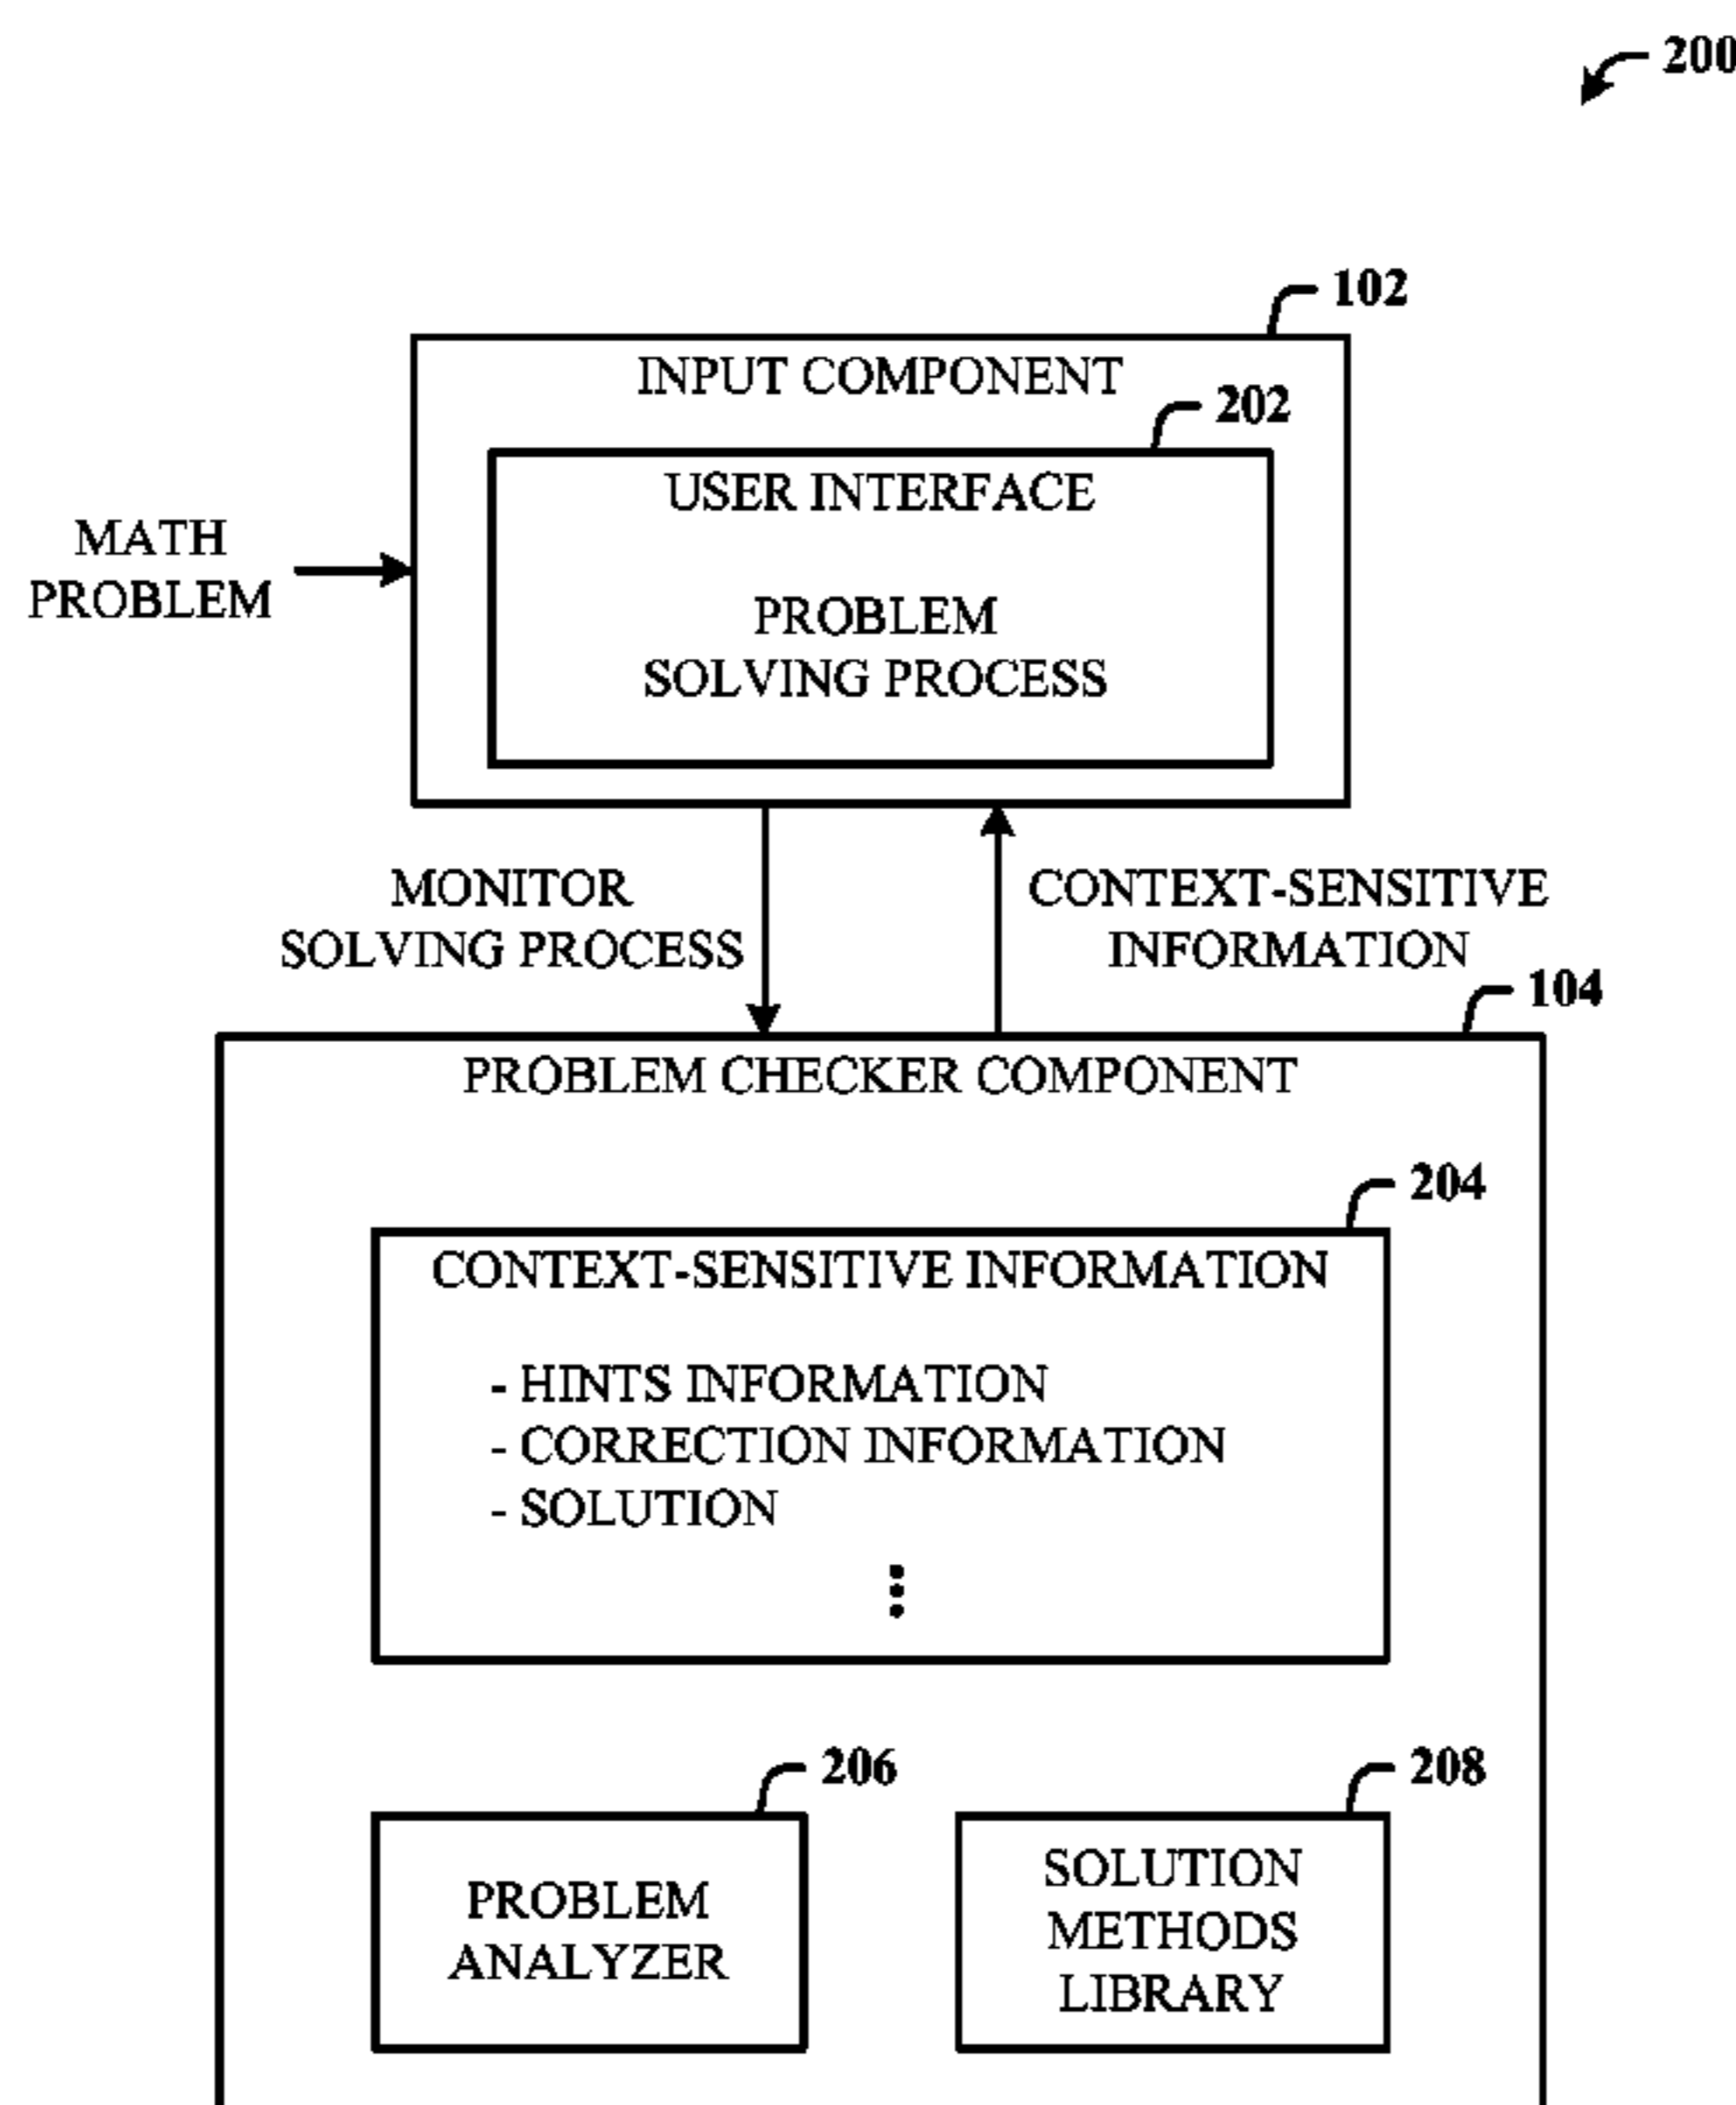 200
102
INPUT COMPONENT
202
USER INTERFACE
MATH
PROBLEM
PROBLEM
SOLVING PROCESS
MONITOR
SOLVING PROCESS
CONTEXT-SENSITIVE
INFORMATION
104
PROBLEM CHECKER COMPONENT
204
CONTEXT-SENSITIVE INFORMATION
- HINTS INFORMATION
- CORRECTION INFORMATION
- SOLUTION
206
PROBLEM
ANALYZER
208
SOLUTION
METHODS
LIBRARY